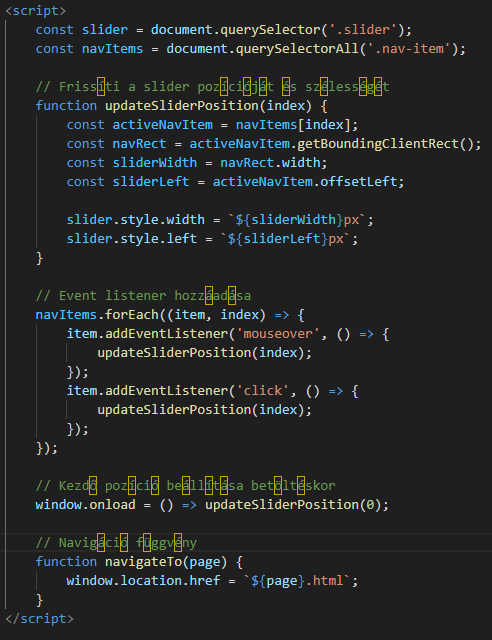 <script>
const slider = document.querySelector('.slider');
const navItems = document.querySelectorAll('.nav-item');
// Frissíti a slider pozícióját és szélességét
function updateSliderPosition(index) {
const activeNavItem = navItems[index];
const navRect = activeNavItem.getBoundingClientRect();
const sliderWidth = navRect.width;
const sliderLeft = activeNavItem.offsetLeft;
slider.style.width = `${sliderWidth}px`;
slider.style.left = `${sliderLeft}px`;
}
// Event listener hozzáadása
navItems.forEach((item, index) => {
item.addEventListener('mouseover', () => {
updateSliderPosition(index);
});
item.addEventListener('click', () => {
updateSliderPosition(index);
});
});
// Kezdő pozíció beállítása betöltéskor
window.onload = () => updateSliderPosition(0);
// Navigáció függvény
function navigateTo(page) {
window.location.href = `${page}.html`;
}
</script>